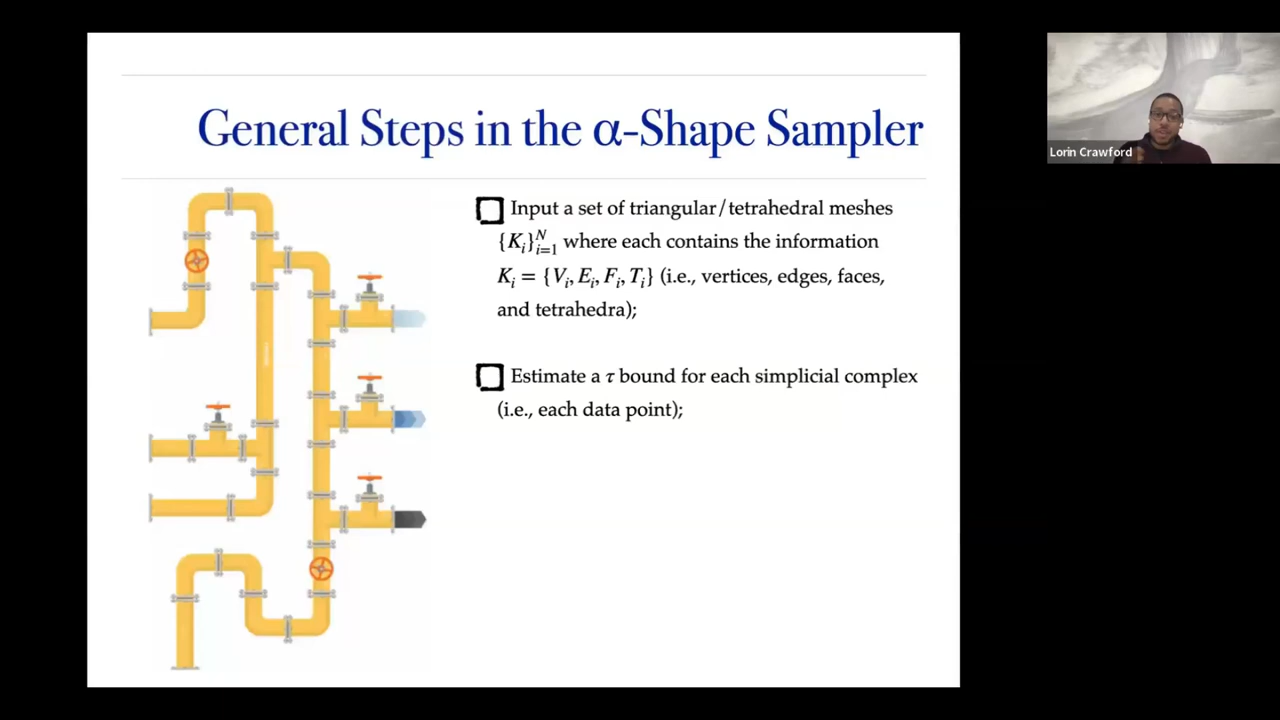 General Steps in the α-Shape Sampler
Input a set of triangular/tetrahedral meshes
{K_i}_{i=1}^N where each contains the information
K_i = {V_i, E_i, F_i, T_i} (i.e., vertices, edges, faces,
and tetrahedra);
Estimate a τ bound for each simplicial complex
(i.e., each data point);
Lorin Crawford